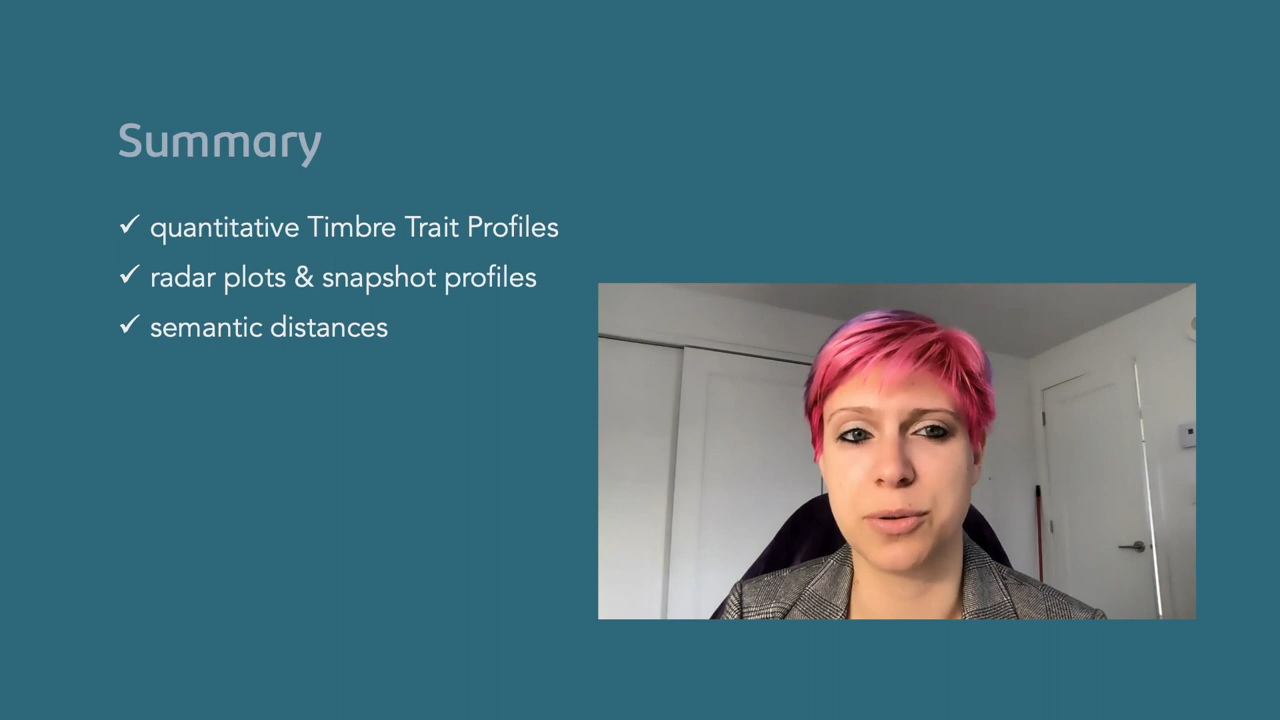 Summary
✓ quantitative Timbre Trait Profiles
✓ radar plots & snapshot profiles
✓ semantic distances